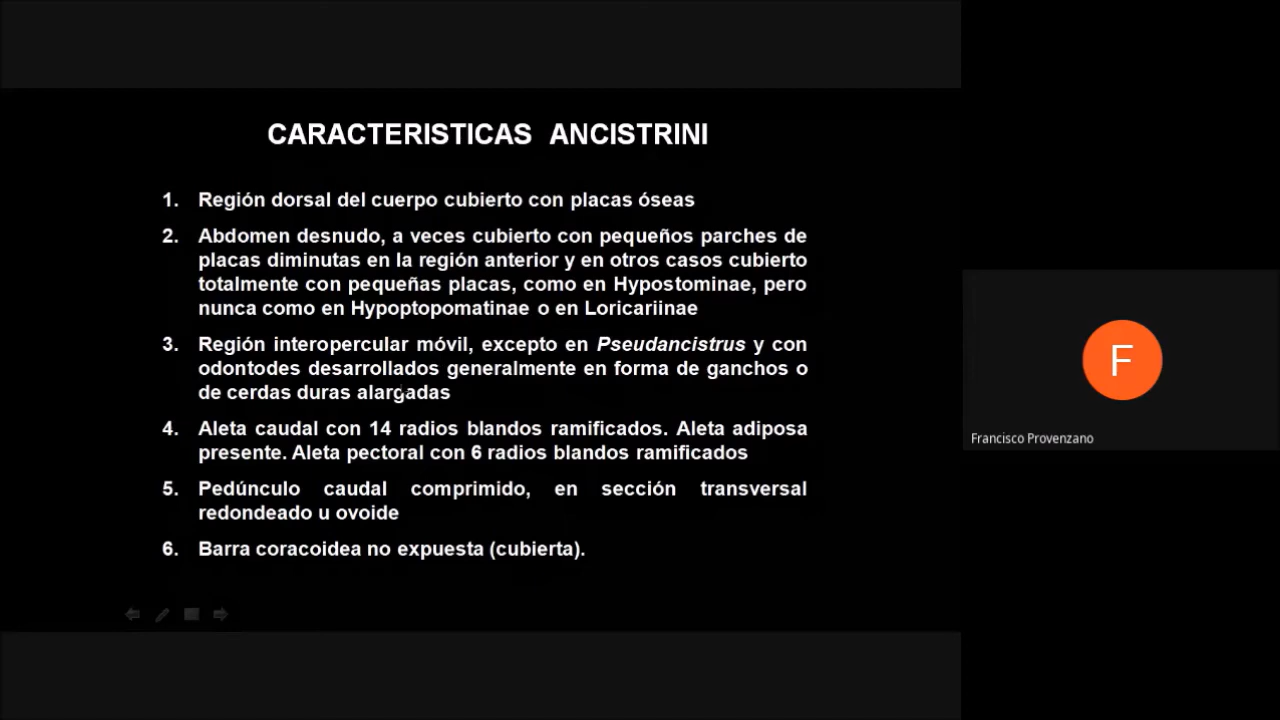 CARACTERISTICAS ANCISTRINI
1. Región dorsal del cuerpo cubierto con placas óseas
2. Abdomen desnudo, a veces cubierto con pequeños parches de
placas diminutas en la región anterior y en otros casos cubierto
totalmente con pequeñas placas, como en Hypostominae, pero
nunca como en Hypoptopomatinae o en Loricariinae
3. Región interopercular móvil, excepto en Pseudancistrus y con
odontodes desarrollados generalmente en forma de ganchos o
de cerdas duras alargadas
4. Aleta caudal con 14 radios blandos ramificados. Aleta adiposa
presente. Aleta pectoral con 6 radios blandos ramificados
5. Pedúnculo caudal comprimido, en sección transversal
redondeado u ovoide
6. Barra coracoidea no expuesta (cubierta).
F
Francisco Provenzano